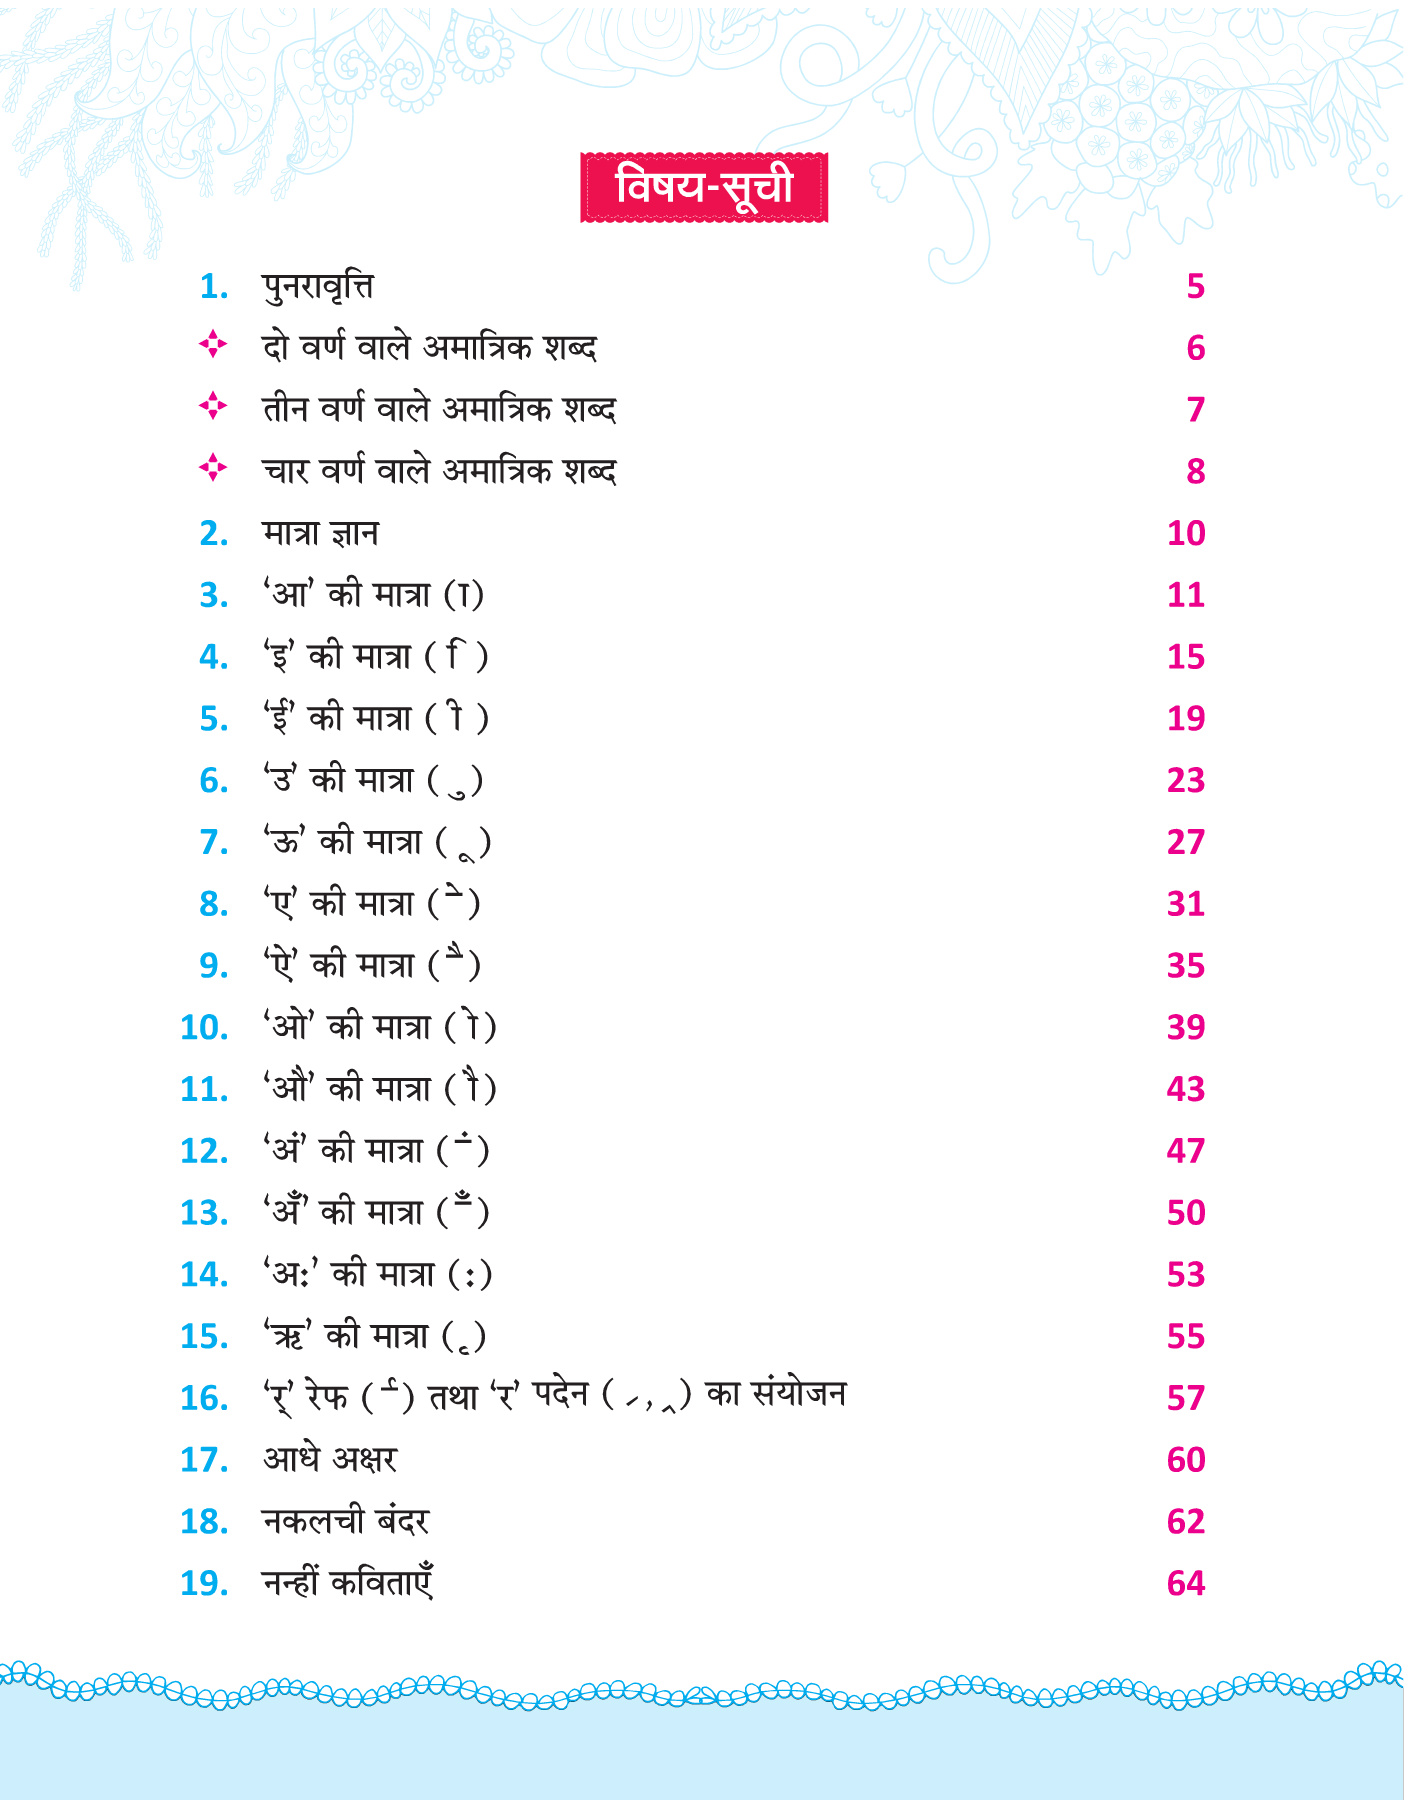 विषय-सूची
1. पुनरावृत्ति 5
दो वर्ण वाले अमात्रिक शब्द 6
तीन वर्ण वाले अमात्रिक शब्द 7
चार वर्ण वाले अमात्रिक शब्द 8
2. मात्रा ज्ञान 10
3. ‘आ’ की मात्रा (ा) 11
4. ‘इ’ की मात्रा ( ि ) 15
5. ‘ई’ की मात्रा ( ी ) 19
6. ‘उ’ की मात्रा ( ु) 23
7. ‘ऊ’ की मात्रा ( ू) 27
8. ‘ए’ की मात्रा ( े) 31
9. ‘ऐ’ की मात्रा ( ै) 35
10. ‘ओ’ की मात्रा ( ो) 39
11. ‘औ’ की मात्रा ( ौ) 43
12. ‘अं’ की मात्रा ( ं) 47
13. ‘अँ’ की मात्रा ( ँ) 50
14. ‘अः’ की मात्रा (ः) 53
15. ‘ऋ’ की मात्रा ( ृ) 55
16. ‘र्’ रेफ ( र्) तथा ‘र’ पदेन ( ्र, ्र) का संयोजन 57
17. आधे अक्षर 60
18. नकलची बंदर 62
19. नन्हीं कविताएँ 64